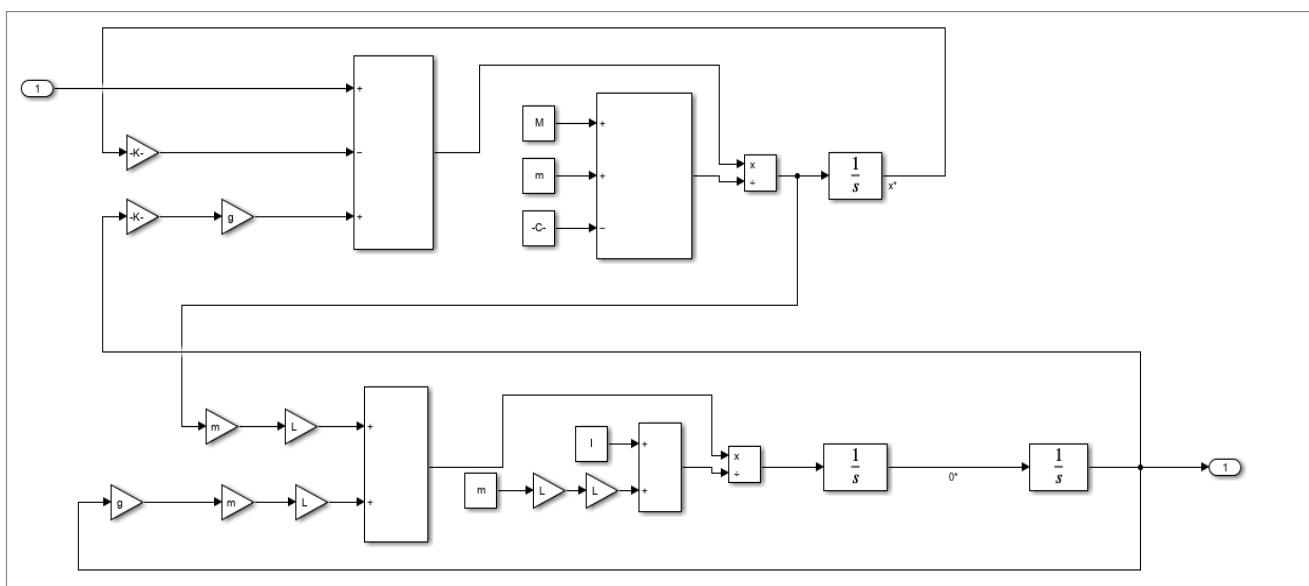 1
+
-K-
−
-K-
g
+
M
+
m
+
-C-
−
x
÷
1
s
x*
m
L
+
g
m
L
+
I
+
m
L
L
+
x
÷
1
s
0*
1
s
1